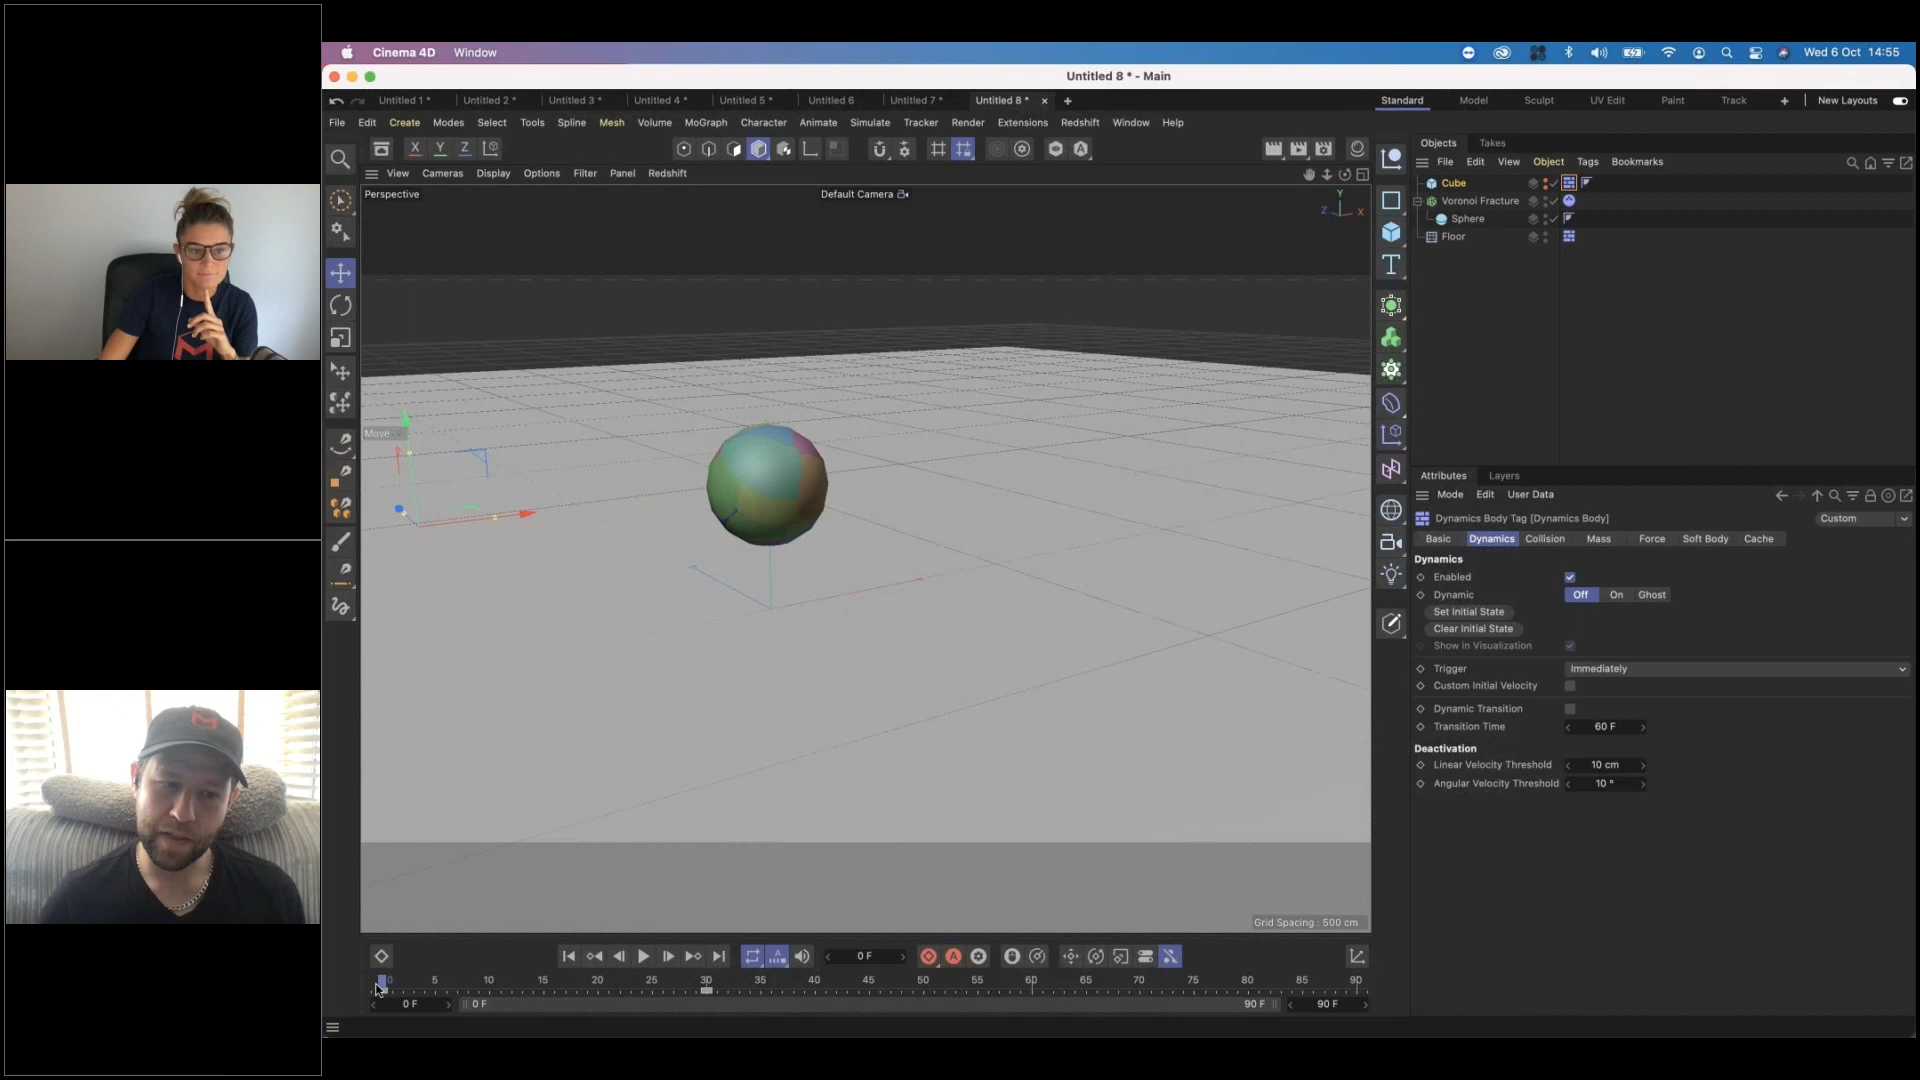 Cinema 4D Window
Wed 6 Oct 14:55
Untitled 8 * - Main
Untitled 1 * Untitled 2 * Untitled 3 * Untitled 4 * Untitled 5 * Untitled 6 Untitled 7 * Untitled 8 *
Standard Model Sculpt UV Edit Paint Track New Layouts
File Edit Create Modes Select Tools Spline Mesh Volume MoGraph Character Animate Simulate Tracker Render Extensions Redshift Window Help
X Y Z
View Cameras Display Options Filter Panel Redshift
Perspective
Default Camera
Y
Z
X
Move
Grid Spacing : 500 cm
Objects Takes
File Edit View Object Tags Bookmarks
Cube
Voronoi Fracture
Sphere
Floor
Attributes Layers
Mode Edit User Data
Dynamics Body Tag [Dynamics Body]
Custom
Basic Dynamics Collision Mass Force Soft Body Cache
Dynamics
Enabled
Dynamic Off On Ghost
Set Initial State
Clear Initial State
Show in Visualization
Trigger Immediately
Custom Initial Velocity
Dynamic Transition
Transition Time 60 F
Deactivation
Linear Velocity Threshold 10 cm
Angular Velocity Threshold 10 °
0 F
0 5 10 15 20 25 30 35 40 45 50 55 60 65 70 75 80 85 90
0 F 0 F 90 F 90 F